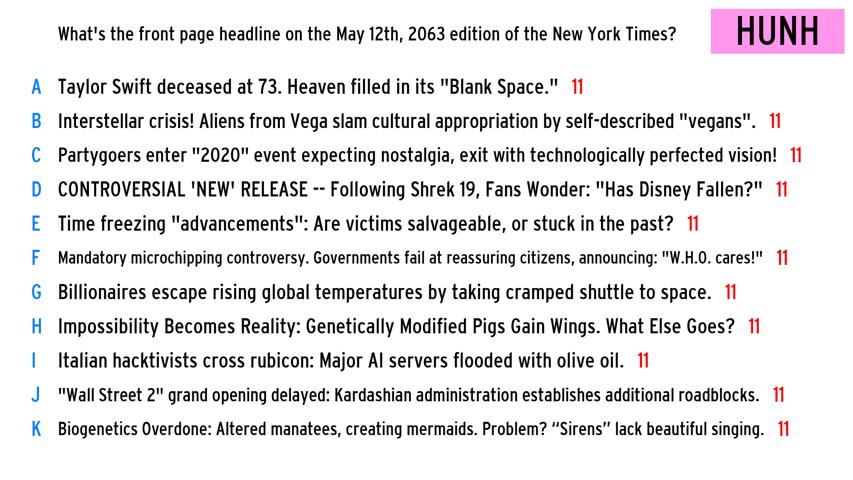 What's the front page headline on the May 12th, 2063 edition of the New York Times? HUNH
A Taylor Swift deceased at 73. Heaven filled in its "Blank Space." 11
B Interstellar crisis! Aliens from Vega slam cultural appropriation by self-described "vegans". 11
C Partygoers enter "2020" event expecting nostalgia, exit with technologically perfected vision! 11
D CONTROVERSIAL 'NEW' RELEASE -- Following Shrek 19, Fans Wonder: "Has Disney Fallen?" 11
E Time freezing "advancements": Are victims salvageable, or stuck in the past? 11
F Mandatory microchipping controversy. Governments fail at reassuring citizens, announcing: "W.H.O. cares!" 11
G Billionaires escape rising global temperatures by taking cramped shuttle to space. 11
H Impossibility Becomes Reality: Genetically Modified Pigs Gain Wings. What Else Goes? 11
I Italian hacktivists cross rubicon: Major AI servers flooded with olive oil. 11
J "Wall Street 2" grand opening delayed: Kardashian administration establishes additional roadblocks. 11
K Biogenetics Overdone: Altered manatees, creating mermaids. Problem? “Sirens” lack beautiful singing. 11